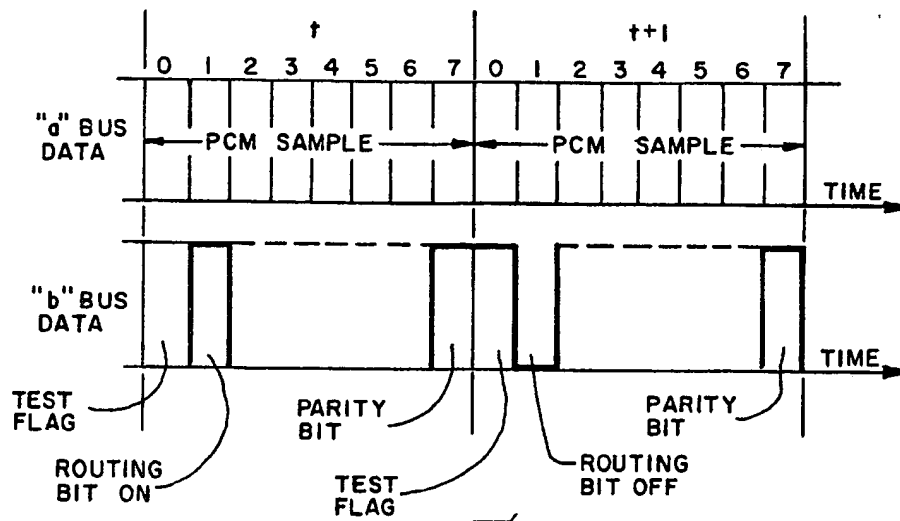 t t+1
0 1 2 3 4 5 6 7 0 1 2 3 4 5 6 7
"a" BUS
DATA
PCM SAMPLE PCM SAMPLE
TIME
"b" BUS
DATA
TIME
TEST
FLAG
ROUTING
BIT ON
PARITY
BIT
TEST
FLAG
ROUTING
BIT OFF
PARITY
BIT